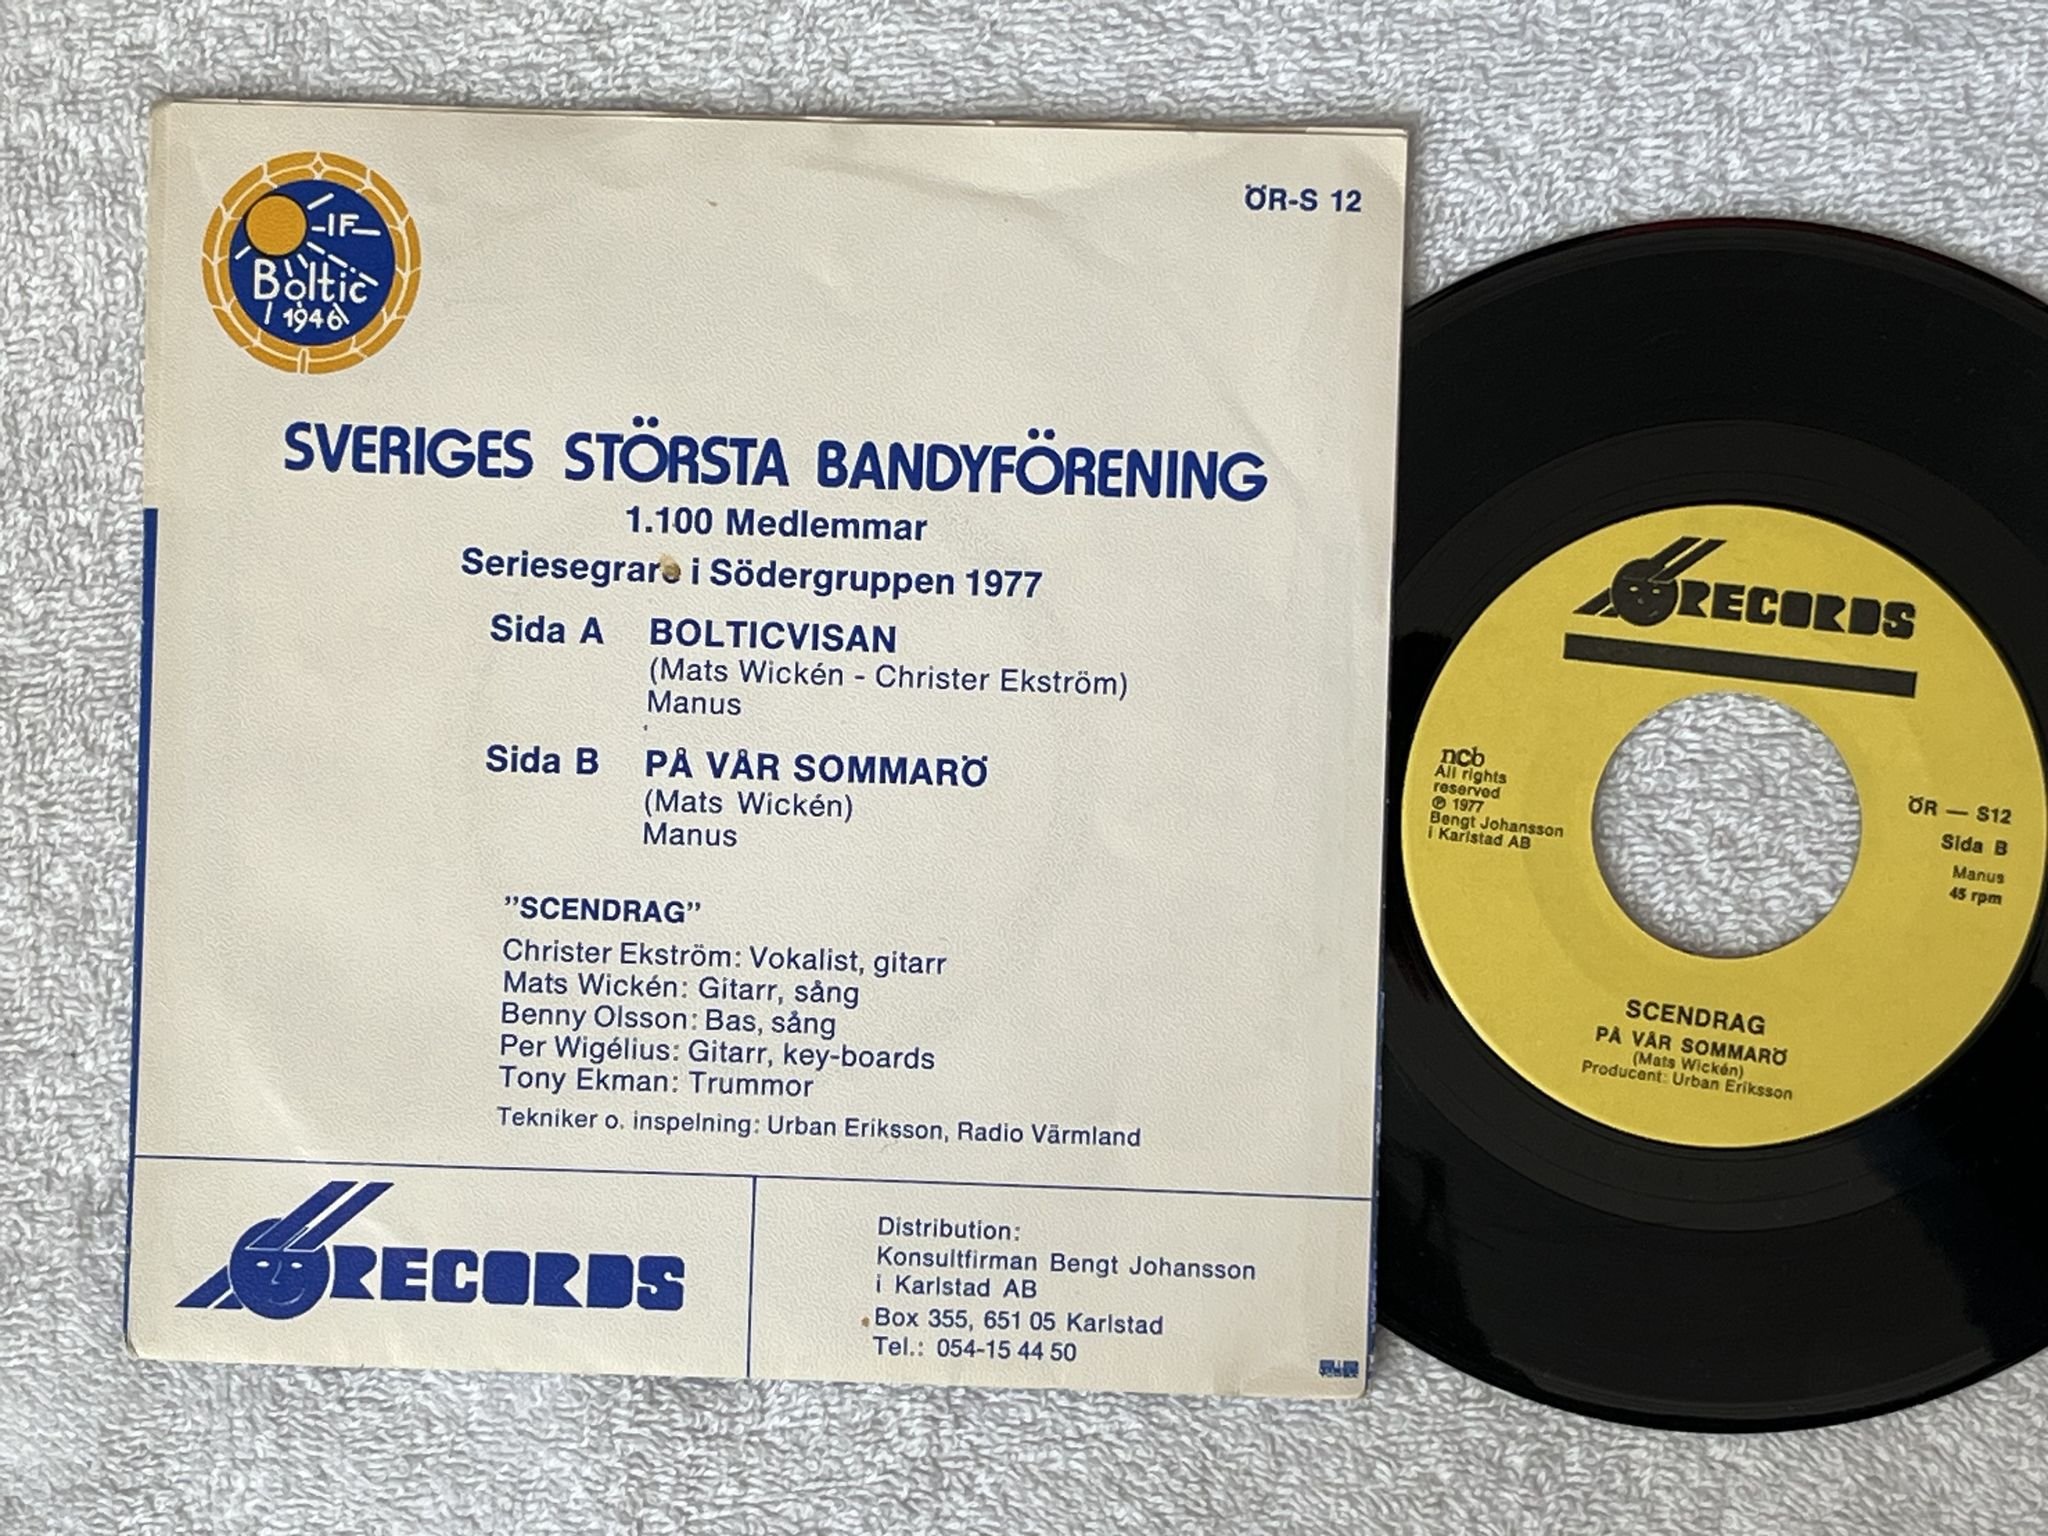 IF
Boltic
1946
ÖR-S 12
SVERIGES STÖRSTA BANDYFÖRENING
1.100 Medlemmar
Seriesegrare i Södergruppen 1977
Sida A BOLTICVISAN
(Mats Wickén - Christer Ekström)
Manus
Sida B PÅ VÅR SOMMARÖ
(Mats Wickén)
Manus
"SCENDRAG"
Christer Ekström: Vokalist, gitarr
Mats Wickén: Gitarr, sång
Benny Olsson: Bas, sång
Per Wigélius: Gitarr, key-boards
Tony Ekman: Trummor
Tekniker o. inspelning: Urban Eriksson, Radio Värmland
RECORDS
Distribution:
Konsultfirman Bengt Johansson
i Karlstad AB
Box 355, 651 05 Karlstad
Tel.: 054-15 44 50
RECORDS
ncb
All rights
reserved
℗ 1977
Bengt Johansson
i Karlstad AB
ÖR — S12
Sida B
Manus
45 rpm
SCENDRAG
PÅ VÅR SOMMARÖ
(Mats Wickén)
Producent: Urban Eriksson